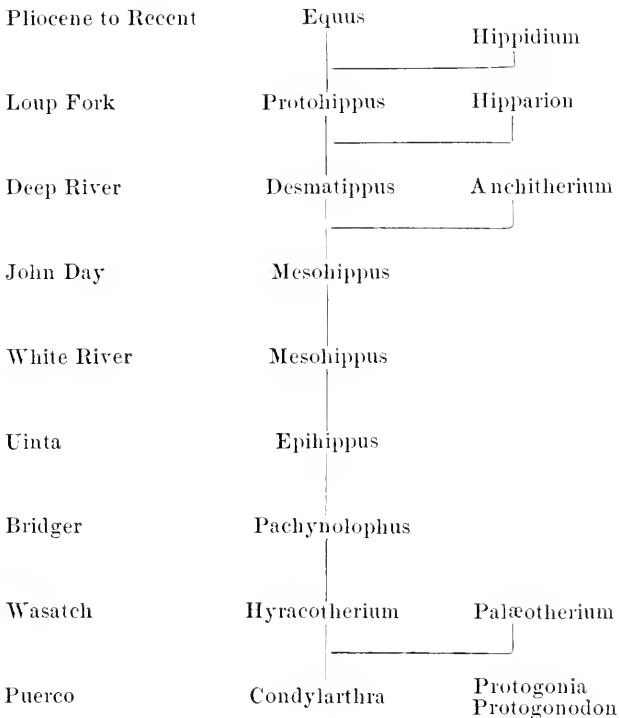 Pliocene to Recent Equus
Hippidium
Loup Fork Protohippus Hipparion
Deep River Desmatippus Anchitherium
John Day Mesohippus
White River Mesohippus
Uinta Epihippus
Bridger Pachynolophus
Wasatch Hyracotherium Palæotherium
Puerco Condylarthra Protogonia
Protogonodon